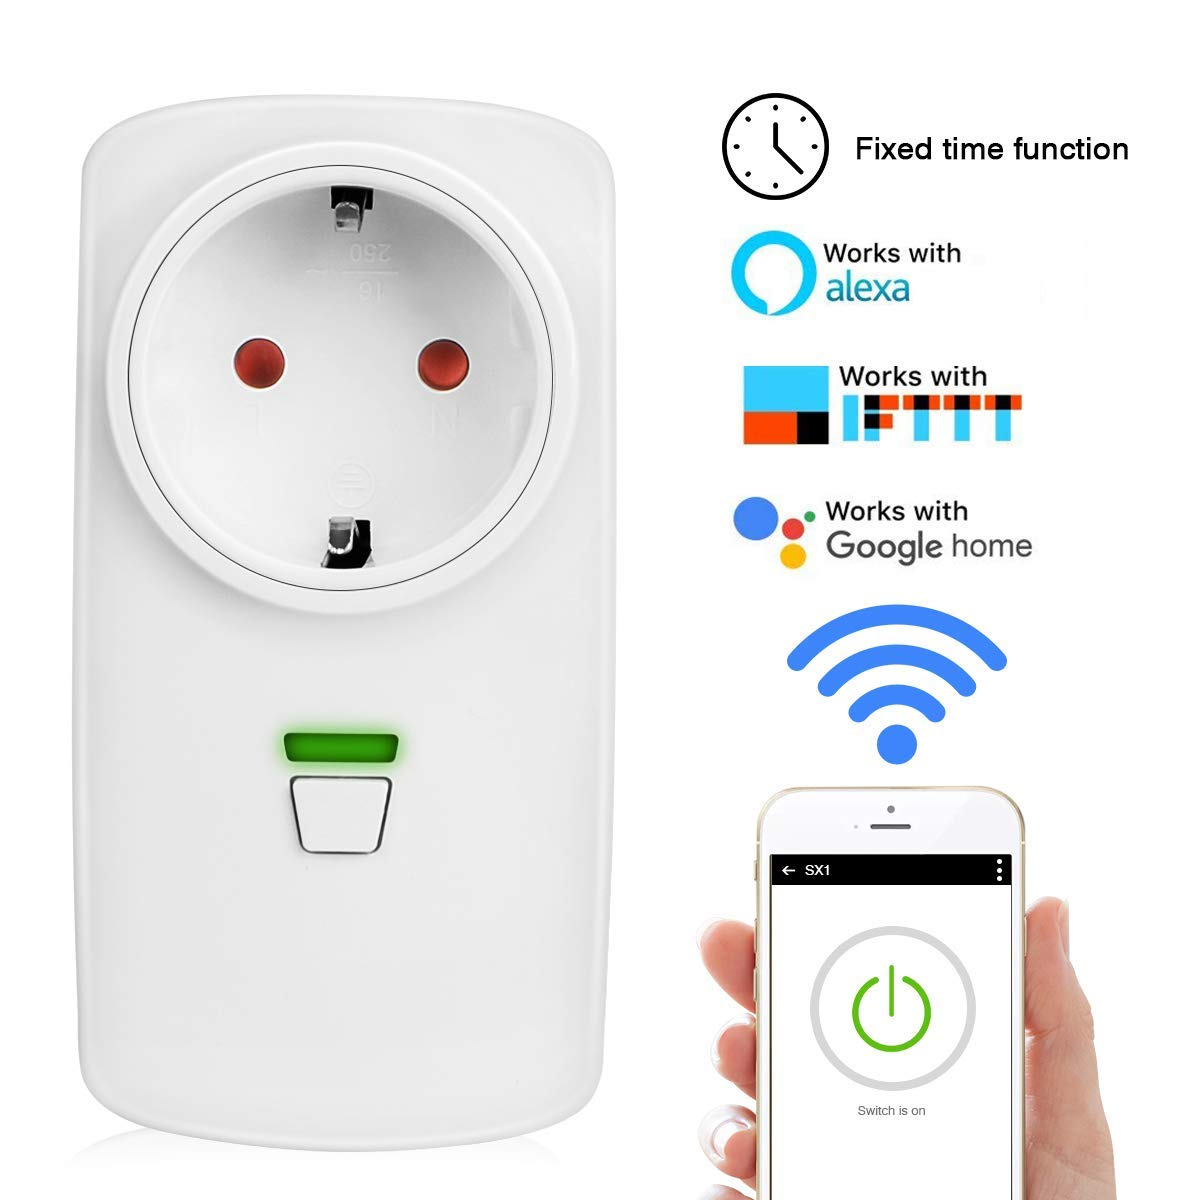 Fixed time function
Works with
alexa
Works with
IFTTT
Works with
Google home
250
16
L
N
SX1
Switch is on